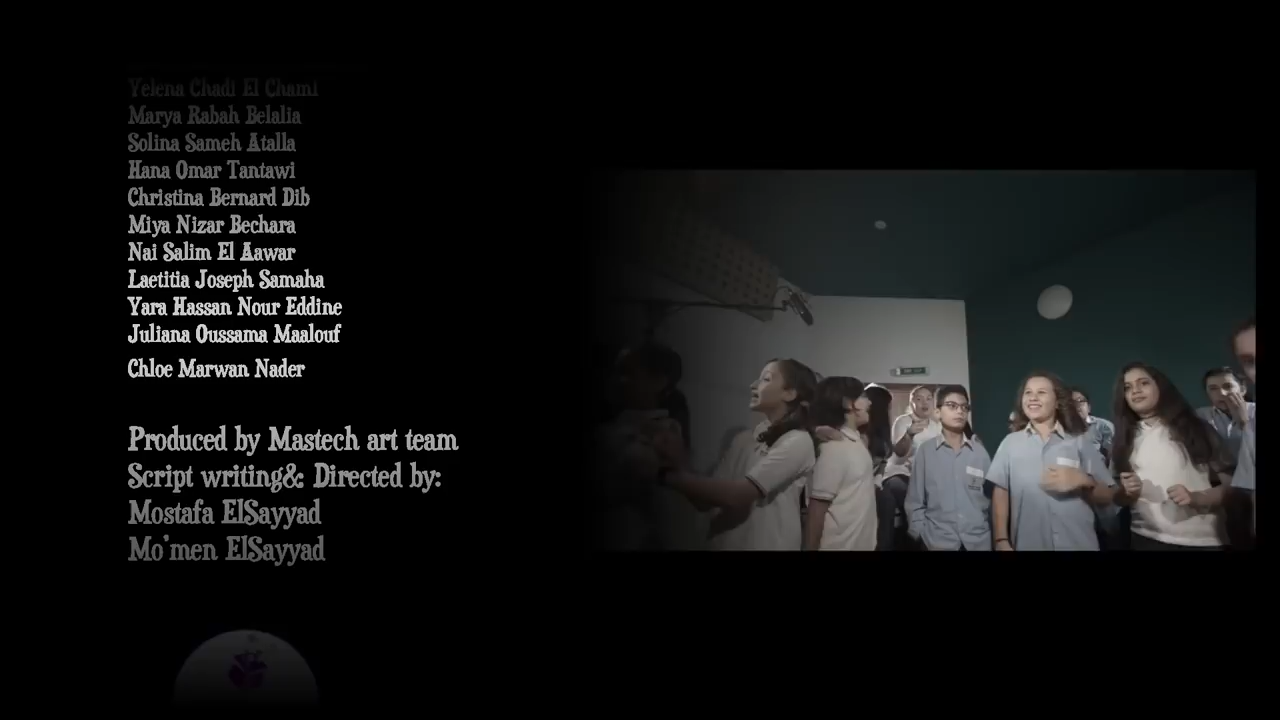 Yelena Chadi El Chami
Marya Rabah Belalia
Solina Sameh Atalla
Hana Omar Tantawi
Christina Bernard Dib
Miya Nizar Bechara
Nai Salim El Aawar
Laetitia Joseph Samaha
Yara Hassan Nour Eddine
Juliana Oussama Maalouf
Chloe Marwan Nader
Produced by Mastech art team
Script writing& Directed by:
Mostafa ElSayyad
Mo'men ElSayyad